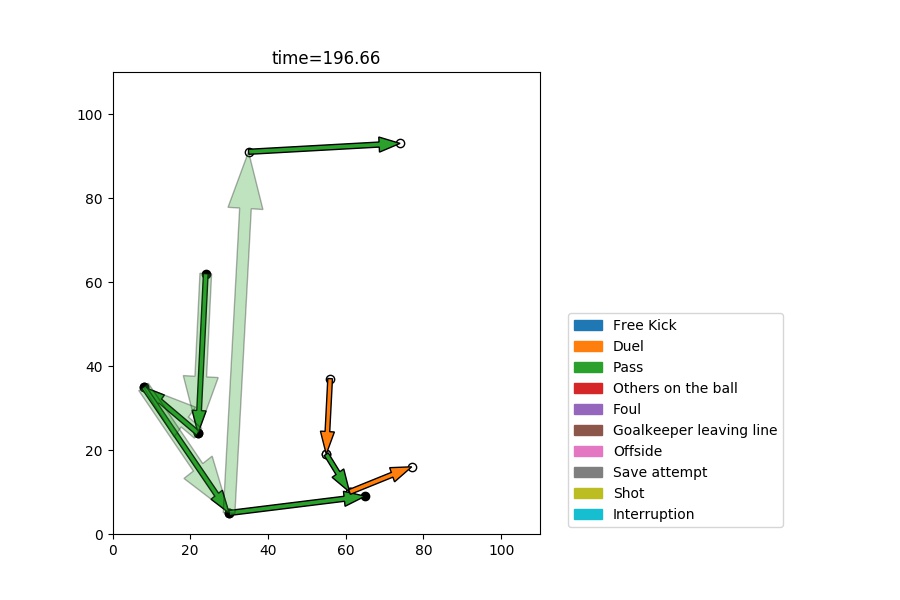 time=196.66
100
80
60
40
20
0
0 20 40 60 80 100
Free Kick
Duel
Pass
Others on the ball
Foul
Goalkeeper leaving line
Offside
Save attempt
Shot
Interruption